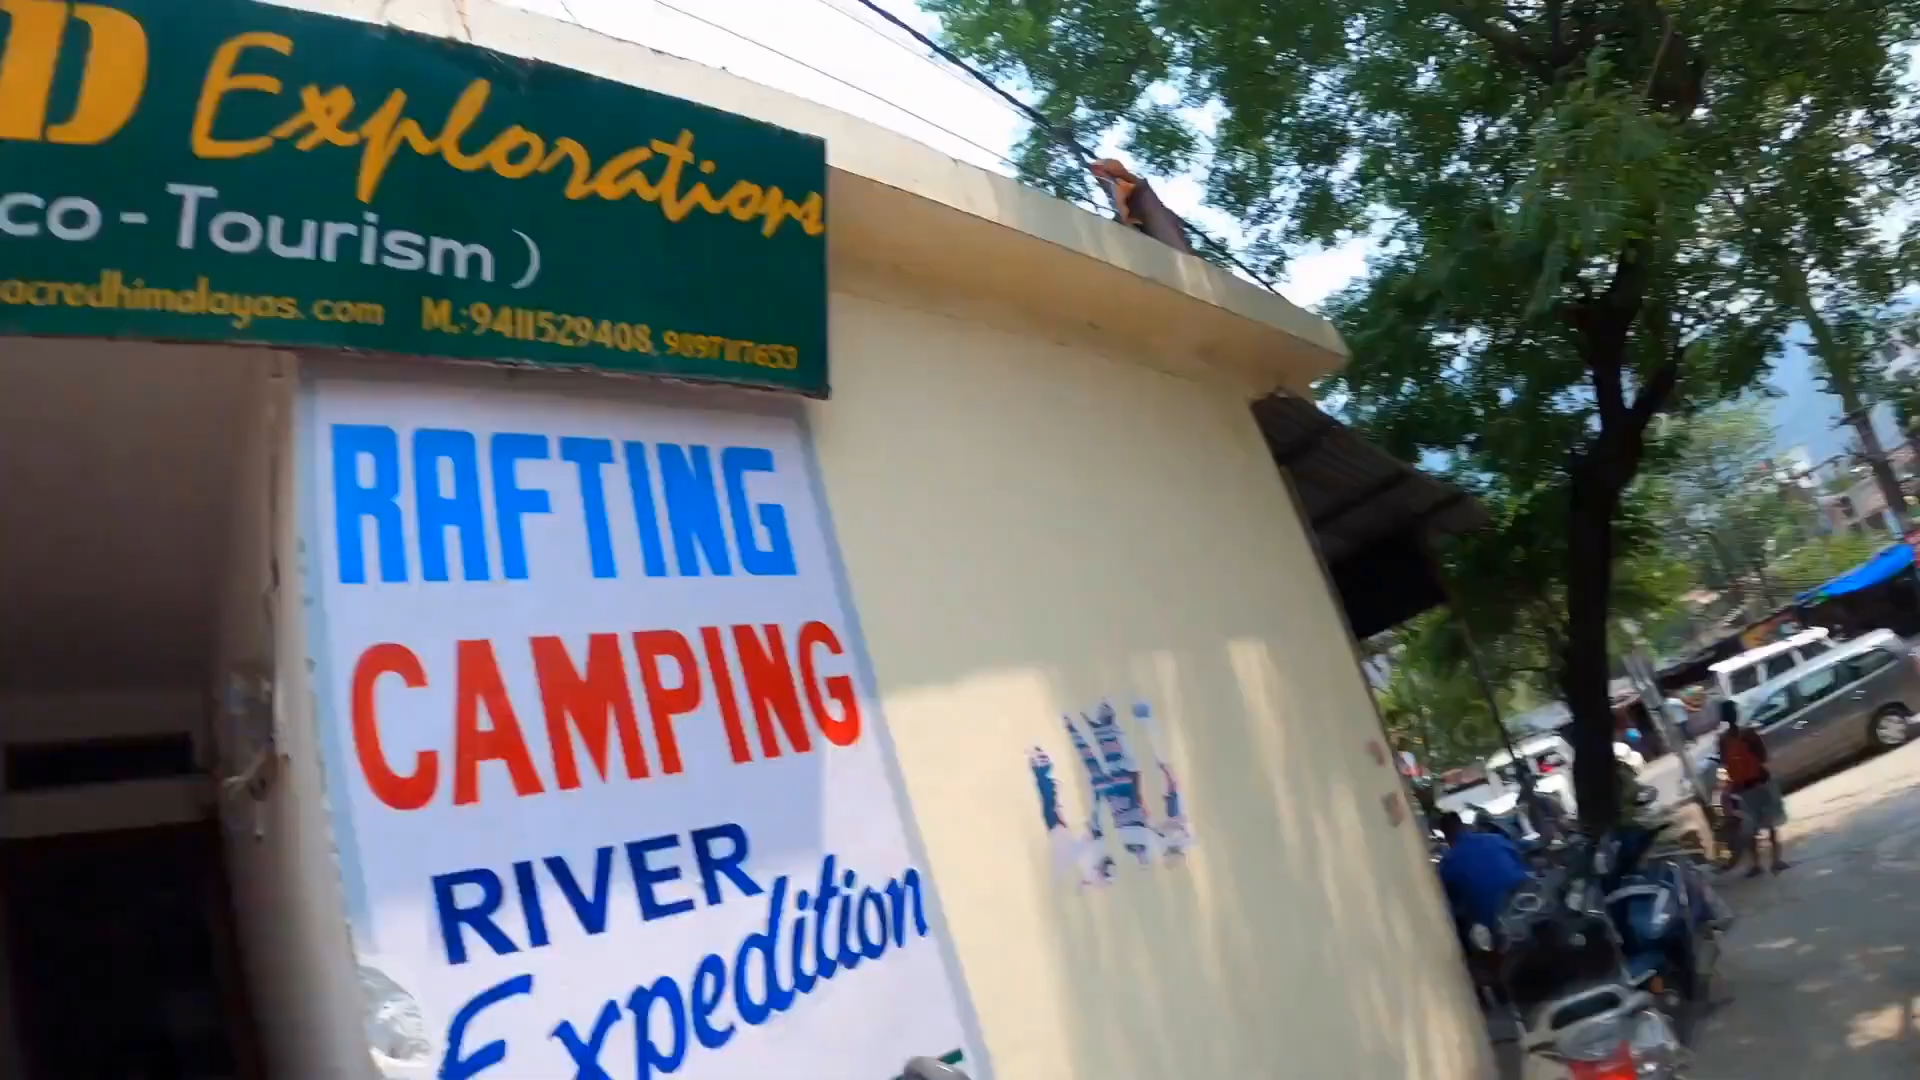 D Explorations
co - Tourism)
acredhimalayas.com M.:9411529408, 9897117653
RAFTING
CAMPING
RIVER
Expedition